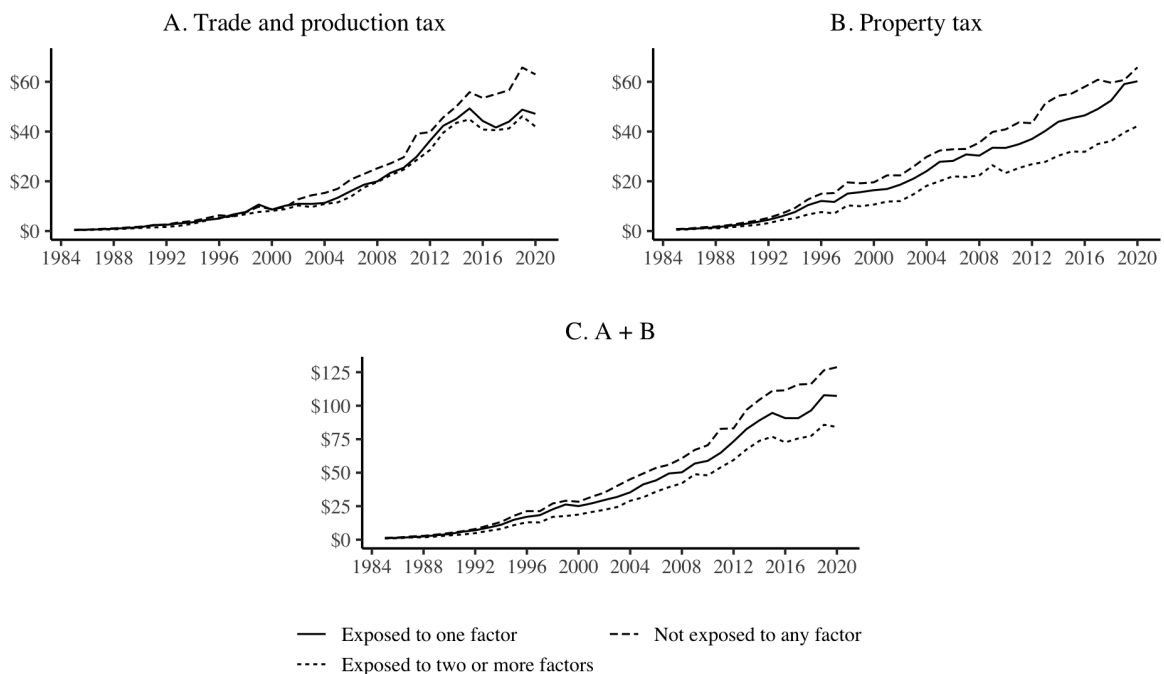 A. Trade and production tax
$60
$40
$20
$0
1984 1988 1992 1996 2000 2004 2008 2012 2016 2020
B. Property tax
$60
$40
$20
$0
1984 1988 1992 1996 2000 2004 2008 2012 2016 2020
C. A + B
$125
$100
$75
$50
$25
$0
1984 1988 1992 1996 2000 2004 2008 2012 2016 2020
Exposed to one factor
Not exposed to any factor
Exposed to two or more factors